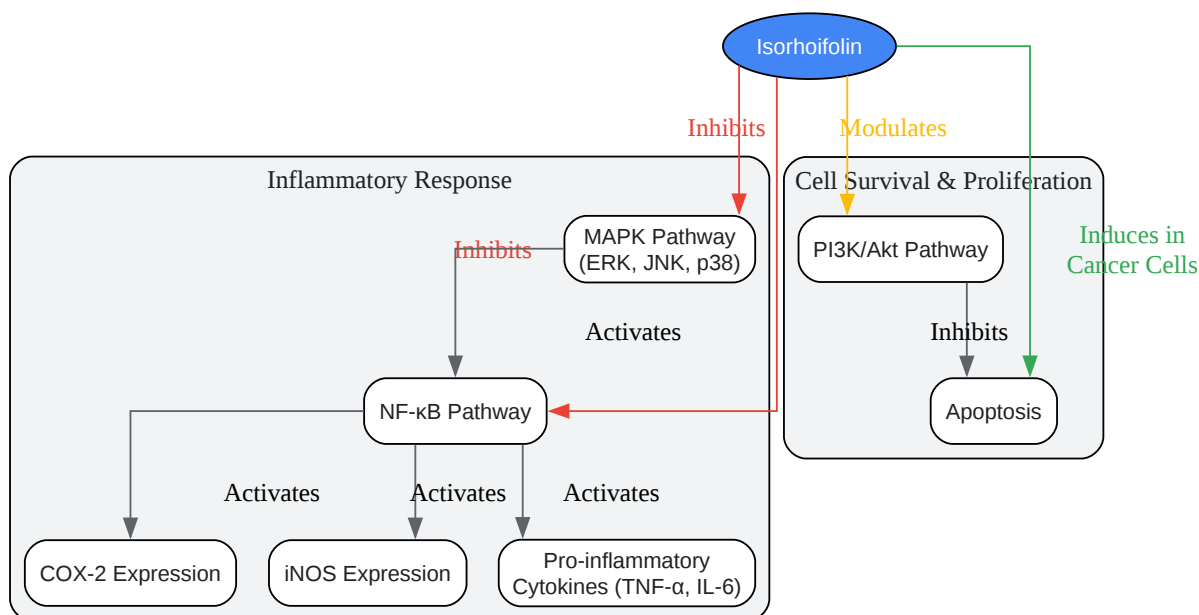 Isorhoifolin
Inhibits
Modulates
Inflammatory Response
Cell Survival & Proliferation
Inhibits
MAPK Pathway
(ERK, JNK, p38)
PI3K/Akt Pathway
Induces in
Cancer Cells
Activates
Inhibits
NF-κB Pathway
Apoptosis
Activates
Activates
Activates
COX-2 Expression
iNOS Expression
Pro-inflammatory
Cytokines (TNF-α, IL-6)